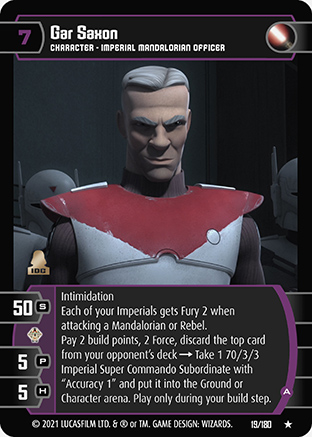 7
Gar Saxon
CHARACTER - IMPERIAL MANDALORIAN OFFICER
IDC
50 S
5 P
5 H
Intimidation
Each of your Imperials gets Fury 2 when
attacking a Mandalorian or Rebel.
Pay 2 build points, 2 Force, discard the top card
from your opponent's deck → Take 1 70/3/3
Imperial Super Commando Subordinate with
"Accuracy 1" and put it into the Ground or
Character arena. Play only during your build step.
A
© 2021 LUCASFILM LTD. & ® or TM. GAME DESIGN: WIZARDS. 19/180 ★